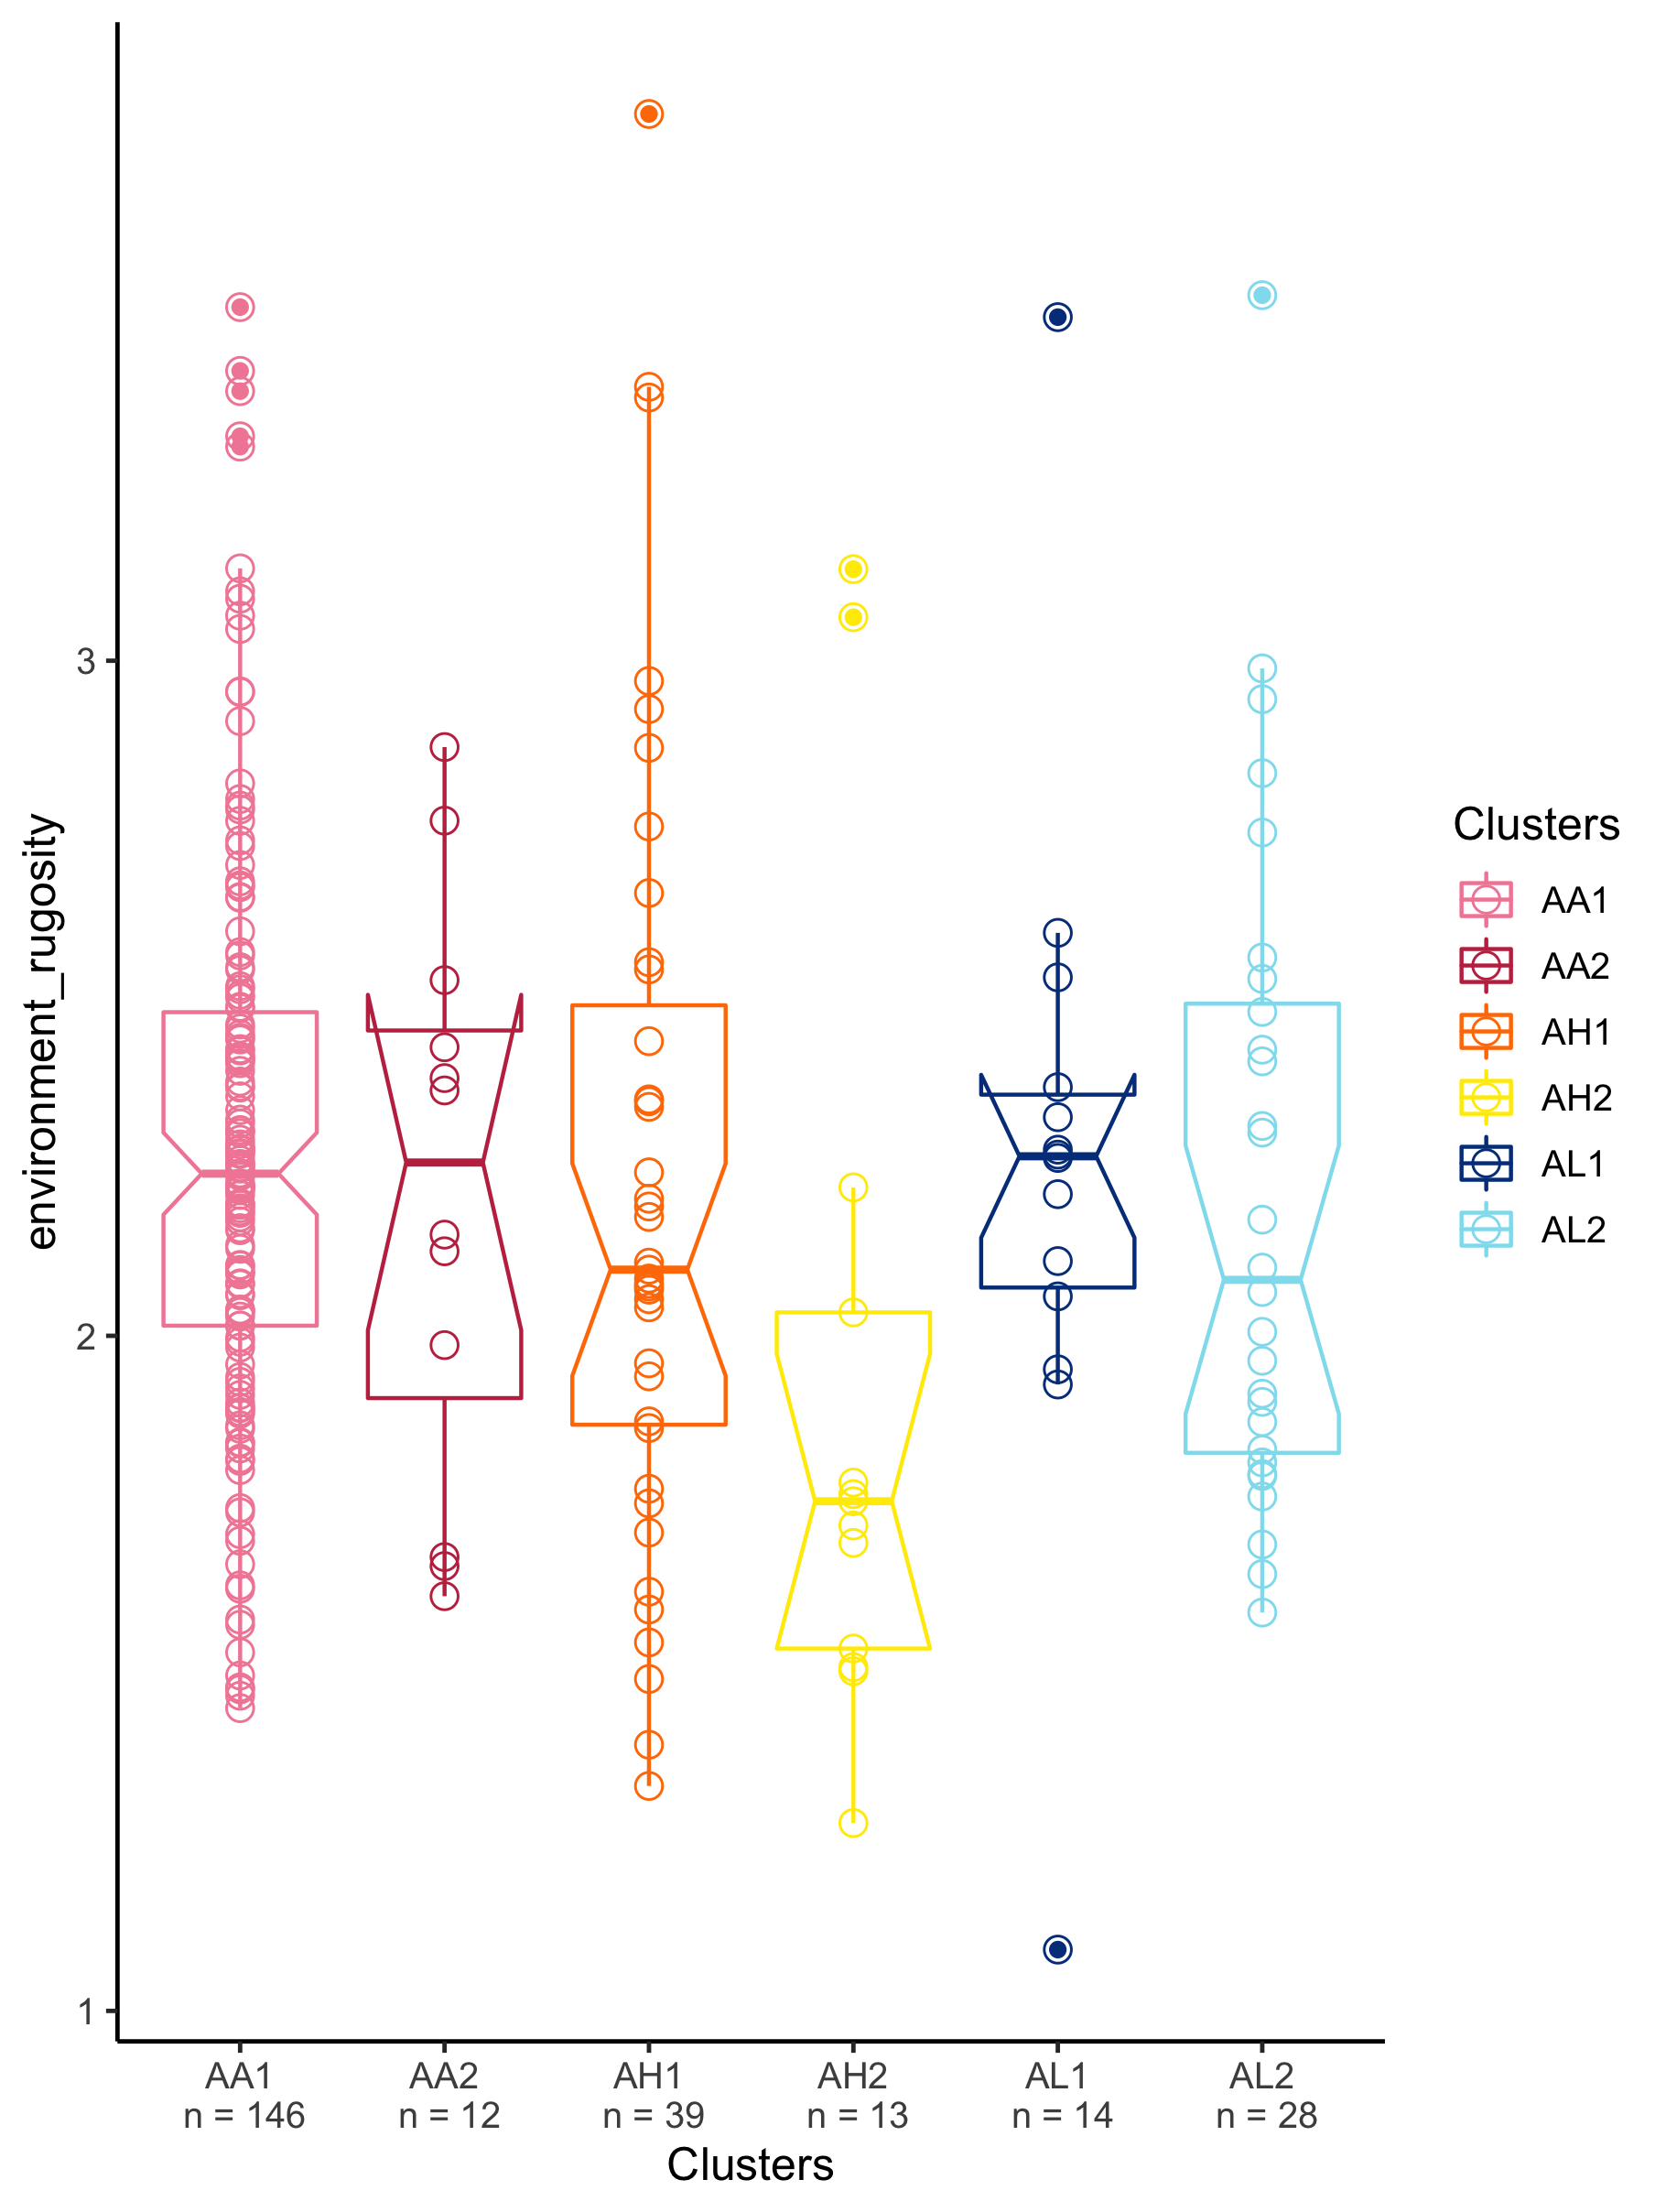 environment_rugosity
3
2
1
AA1 AA2 AH1 AH2 AL1 AL2
n = 146 n = 12 n = 39 n = 13 n = 14 n = 28
Clusters
Clusters
AA1
AA2
AH1
AH2
AL1
AL2